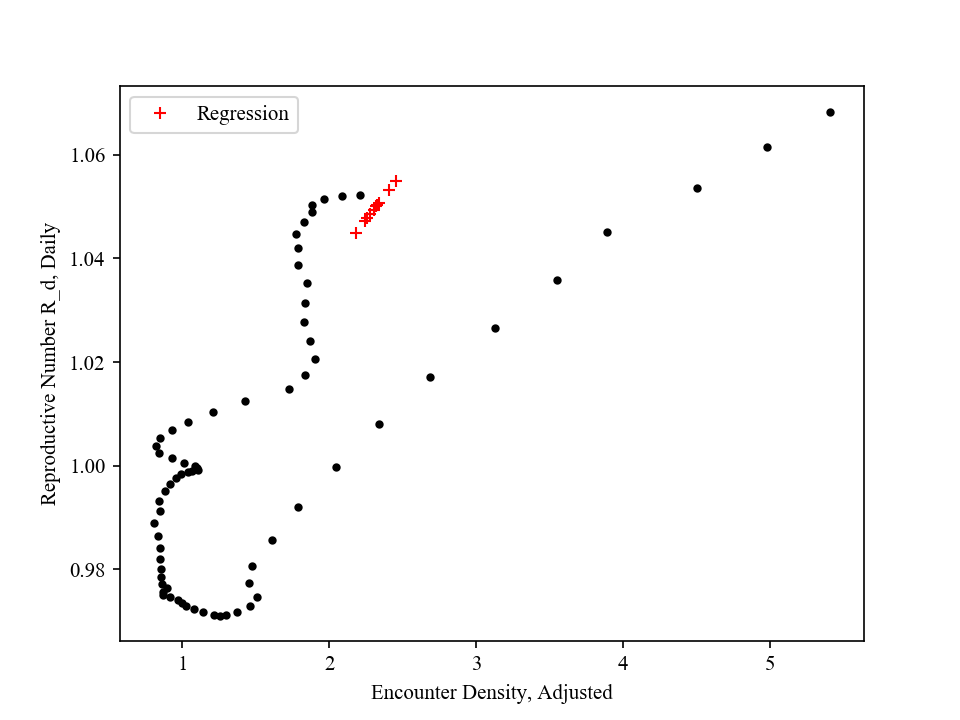 Regression
1.06
1.04
1.02
1.00
0.98
Reproductive Number R_d, Daily
1 2 3 4 5
Encounter Density, Adjusted